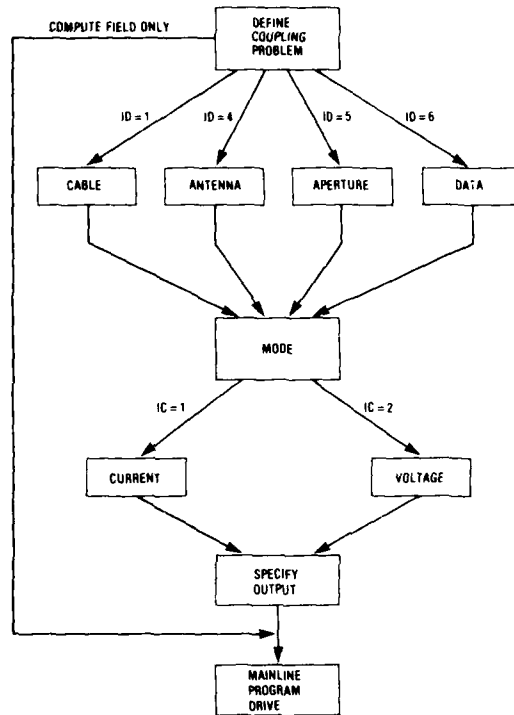 COMPUTE FIELD ONLY
DEFINE
COUPLING
PROBLEM
ID = 1
ID = 4
ID = 5
ID = 6
CABLE
ANTENNA
APERTURE
DATA
MODE
IC = 1
IC = 2
CURRENT
VOLTAGE
SPECIFY
OUTPUT
MAINLINE
PROGRAM
DRIVE